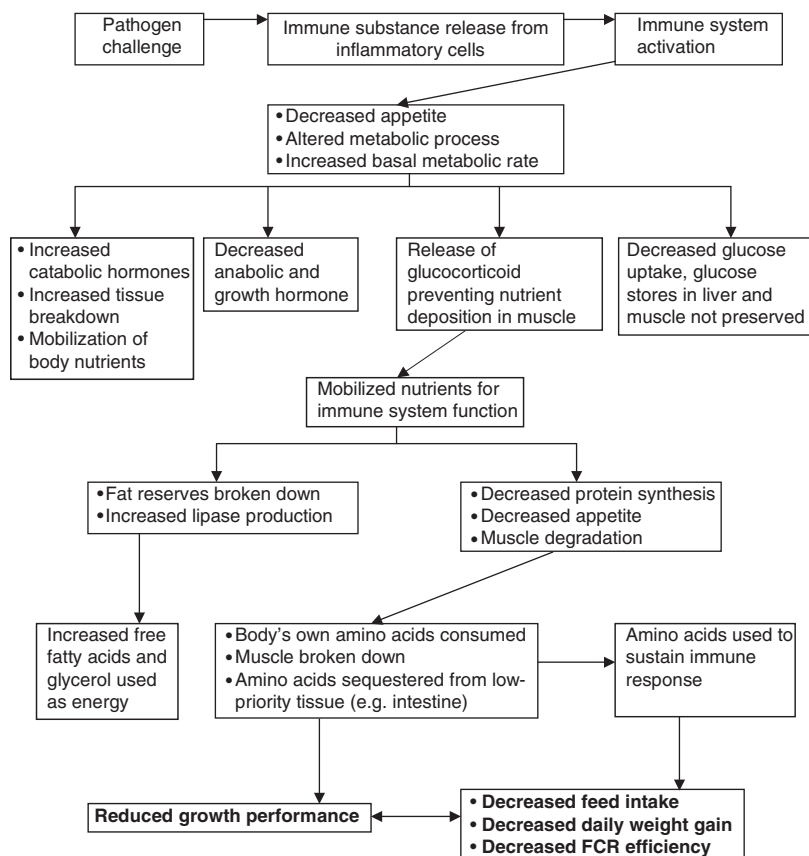 Pathogen
challenge
Immune substance release from
inflammatory cells
Immune system
activation
•Decreased appetite
•Altered metabolic process
•Increased basal metabolic rate
• Increased
catabolic hormones
• Increased tissue
breakdown
• Mobilization of
body nutrients
Decreased
anabolic and
growth hormone
Release of
glucocorticoid
preventing nutrient
deposition in muscle
Decreased glucose
uptake, glucose
stores in liver and
muscle not preserved
Mobilized nutrients for
immune system function
•Fat reserves broken down
•Increased lipase production
•Decreased protein synthesis
•Decreased appetite
•Muscle degradation
Increased free
fatty acids and
glycerol used
as energy
•Body's own amino acids consumed
•Muscle broken down
•Amino acids sequestered from low-
priority tissue (e.g. intestine)
Amino acids used to
sustain immune
response
Reduced growth performance
• Decreased feed intake
• Decreased daily weight gain
• Decreased FCR efficiency